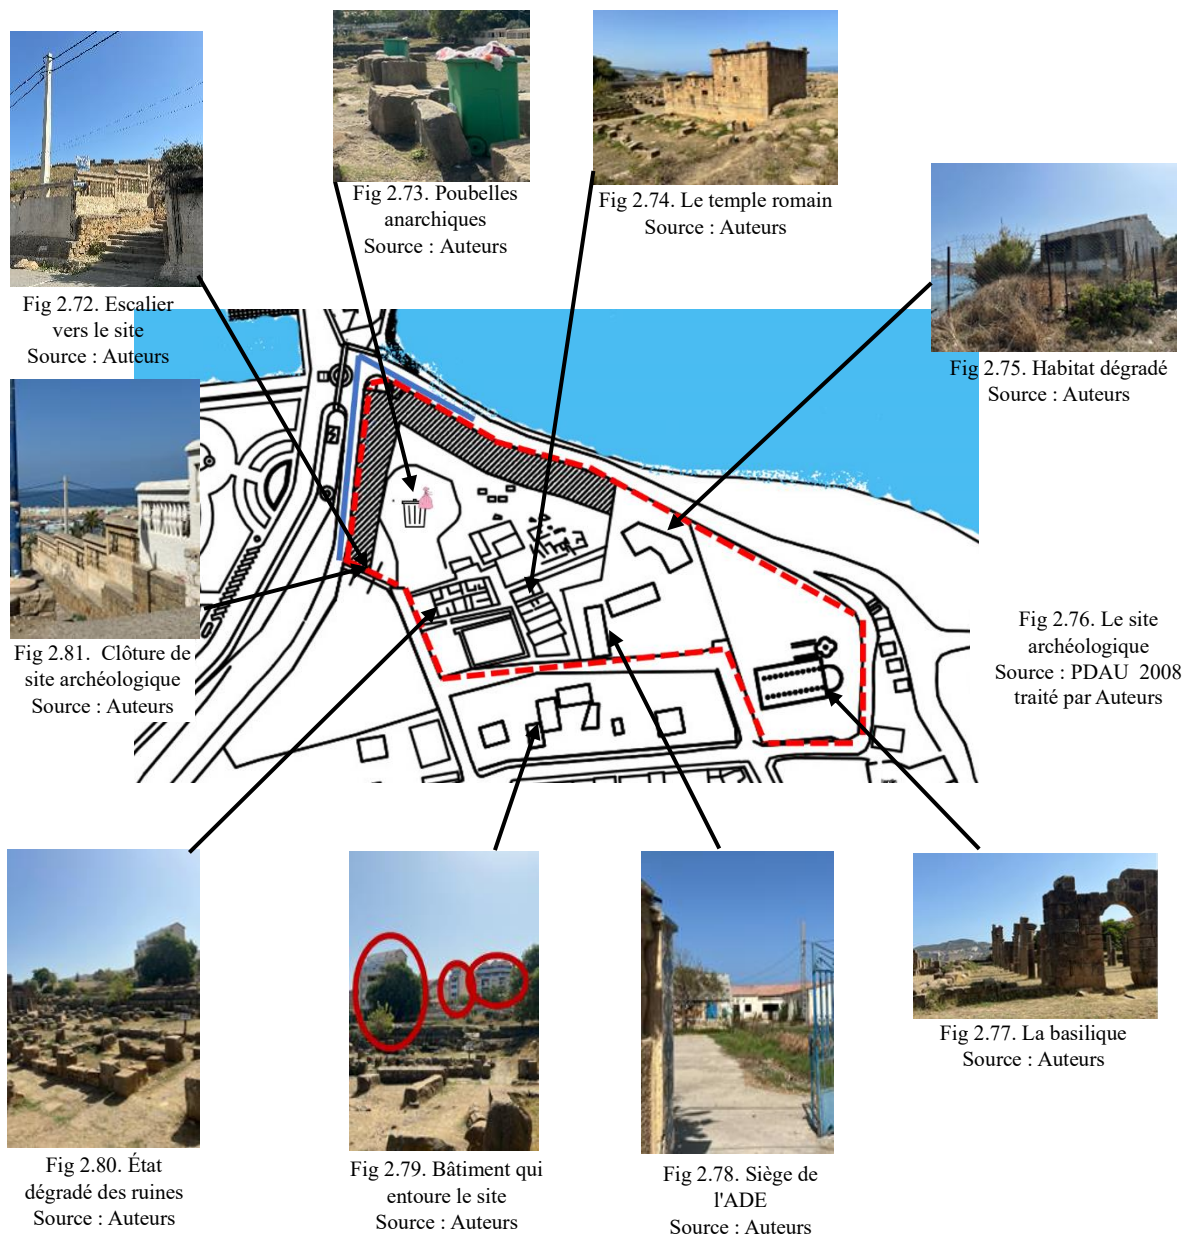 Fig 2.73. Poubelles
anarchiques
Source : Auteurs
Fig 2.74. Le temple romain
Source : Auteurs
Fig 2.72. Escalier
vers le site
Source : Auteurs
Fig 2.75. Habitat dégradé
Source : Auteurs
Fig 2.81. Clôture de
site archéologique
Source : Auteurs
Fig 2.76. Le site
archéologique
Source : PDAU 2008
traité par Auteurs
Fig 2.77. La basilique
Source : Auteurs
Fig 2.80. État
dégradé des ruines
Source : Auteurs
Fig 2.79. Bâtiment qui
entoure le site
Source : Auteurs
Fig 2.78. Siège de
l'ADE
Source : Auteurs